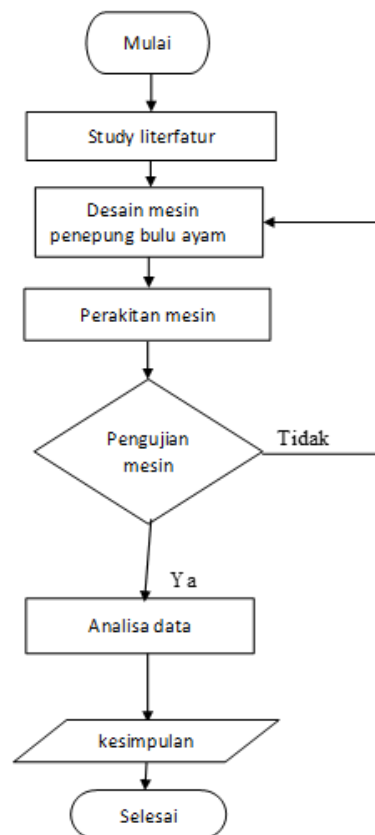 Mulai
Study literfatur
Desain mesin
penepung bulu ayam
Perakitan mesin
Pengujian
mesin
Tidak
Ya
Analisa data
kesimpulan
Selesai